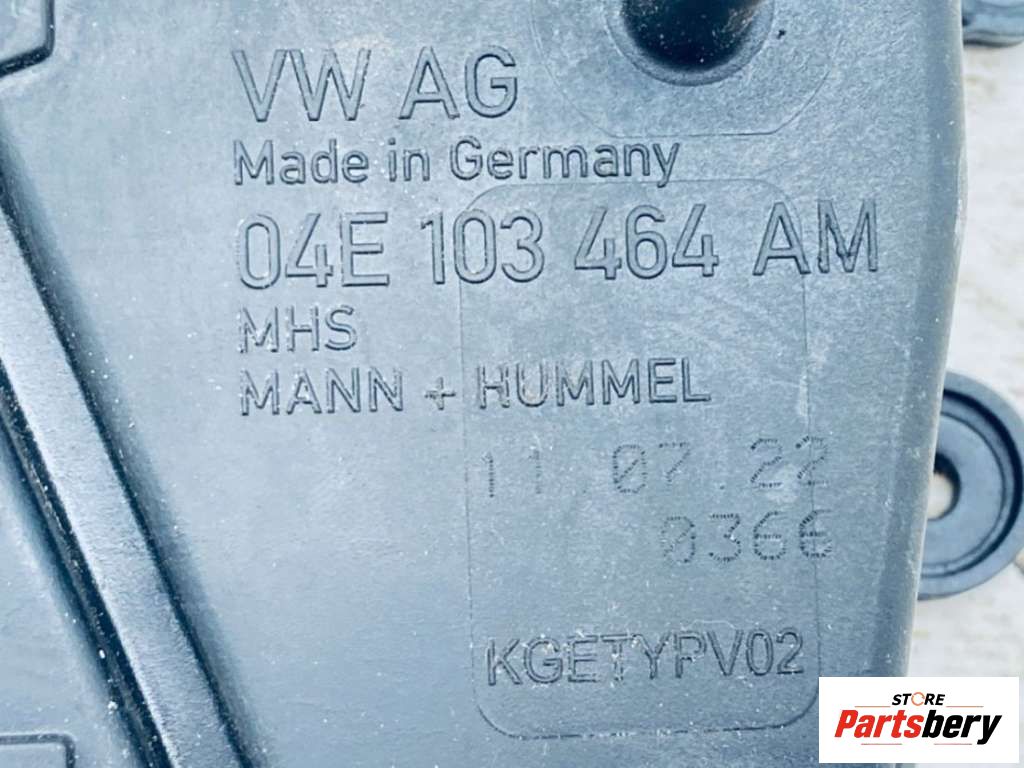 VW AG
Made in Germany
04E 103 464 AM
MHS
MANN + HUMMEL
11.07.22
0366
KGETYPV02
STORE
Partsbery